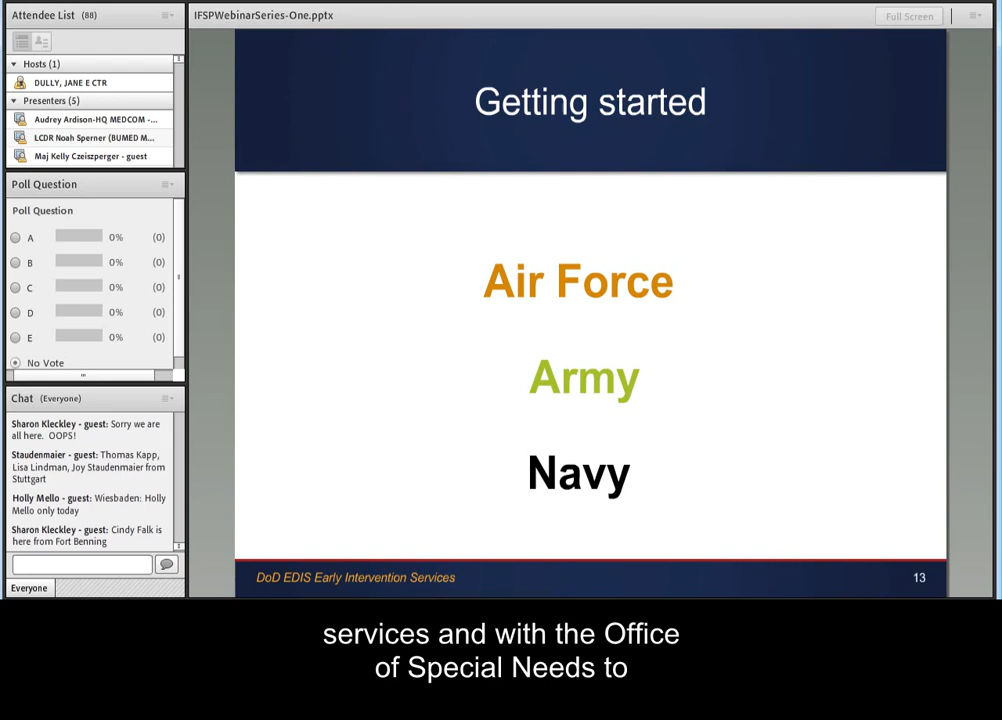 Attendee List (88)
Hosts (1)
DULLY, JANE E CTR
Presenters (5)
Audrey Ardison-HQ MEDCOM -...
LCDR Noah Sperner (BUMED M...
Maj Kelly Czeiszperger - guest
Poll Question
Poll Question
A 0% (0)
B 0% (0)
C 0% (0)
D 0% (0)
E 0% (0)
No Vote
Chat (Everyone)
Sharon Kleckley - guest: Sorry we are
all here. OOPS!
Staudenmaier - guest: Thomas Kapp,
Lisa Lindman, Joy Staudenmaier from
Stuttgart
Holly Mello - guest: Wiesbaden: Holly
Mello only today
Sharon Kleckley - guest: Cindy Falk is
here from Fort Benning
Everyone
IFSPWebinarSeries-One.pptx
Full Screen
Getting started
Air Force
Army
Navy
DoD EDIS Early Intervention Services
13
services and with the Office
of Special Needs to